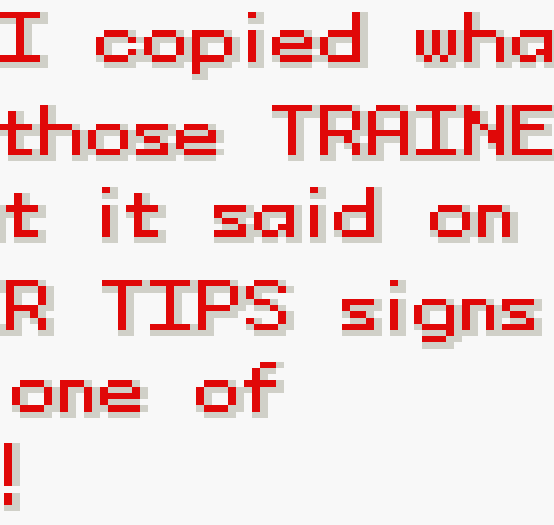 I copied wha
those TRAINE
t it said on
R TIPS signs
one of
!